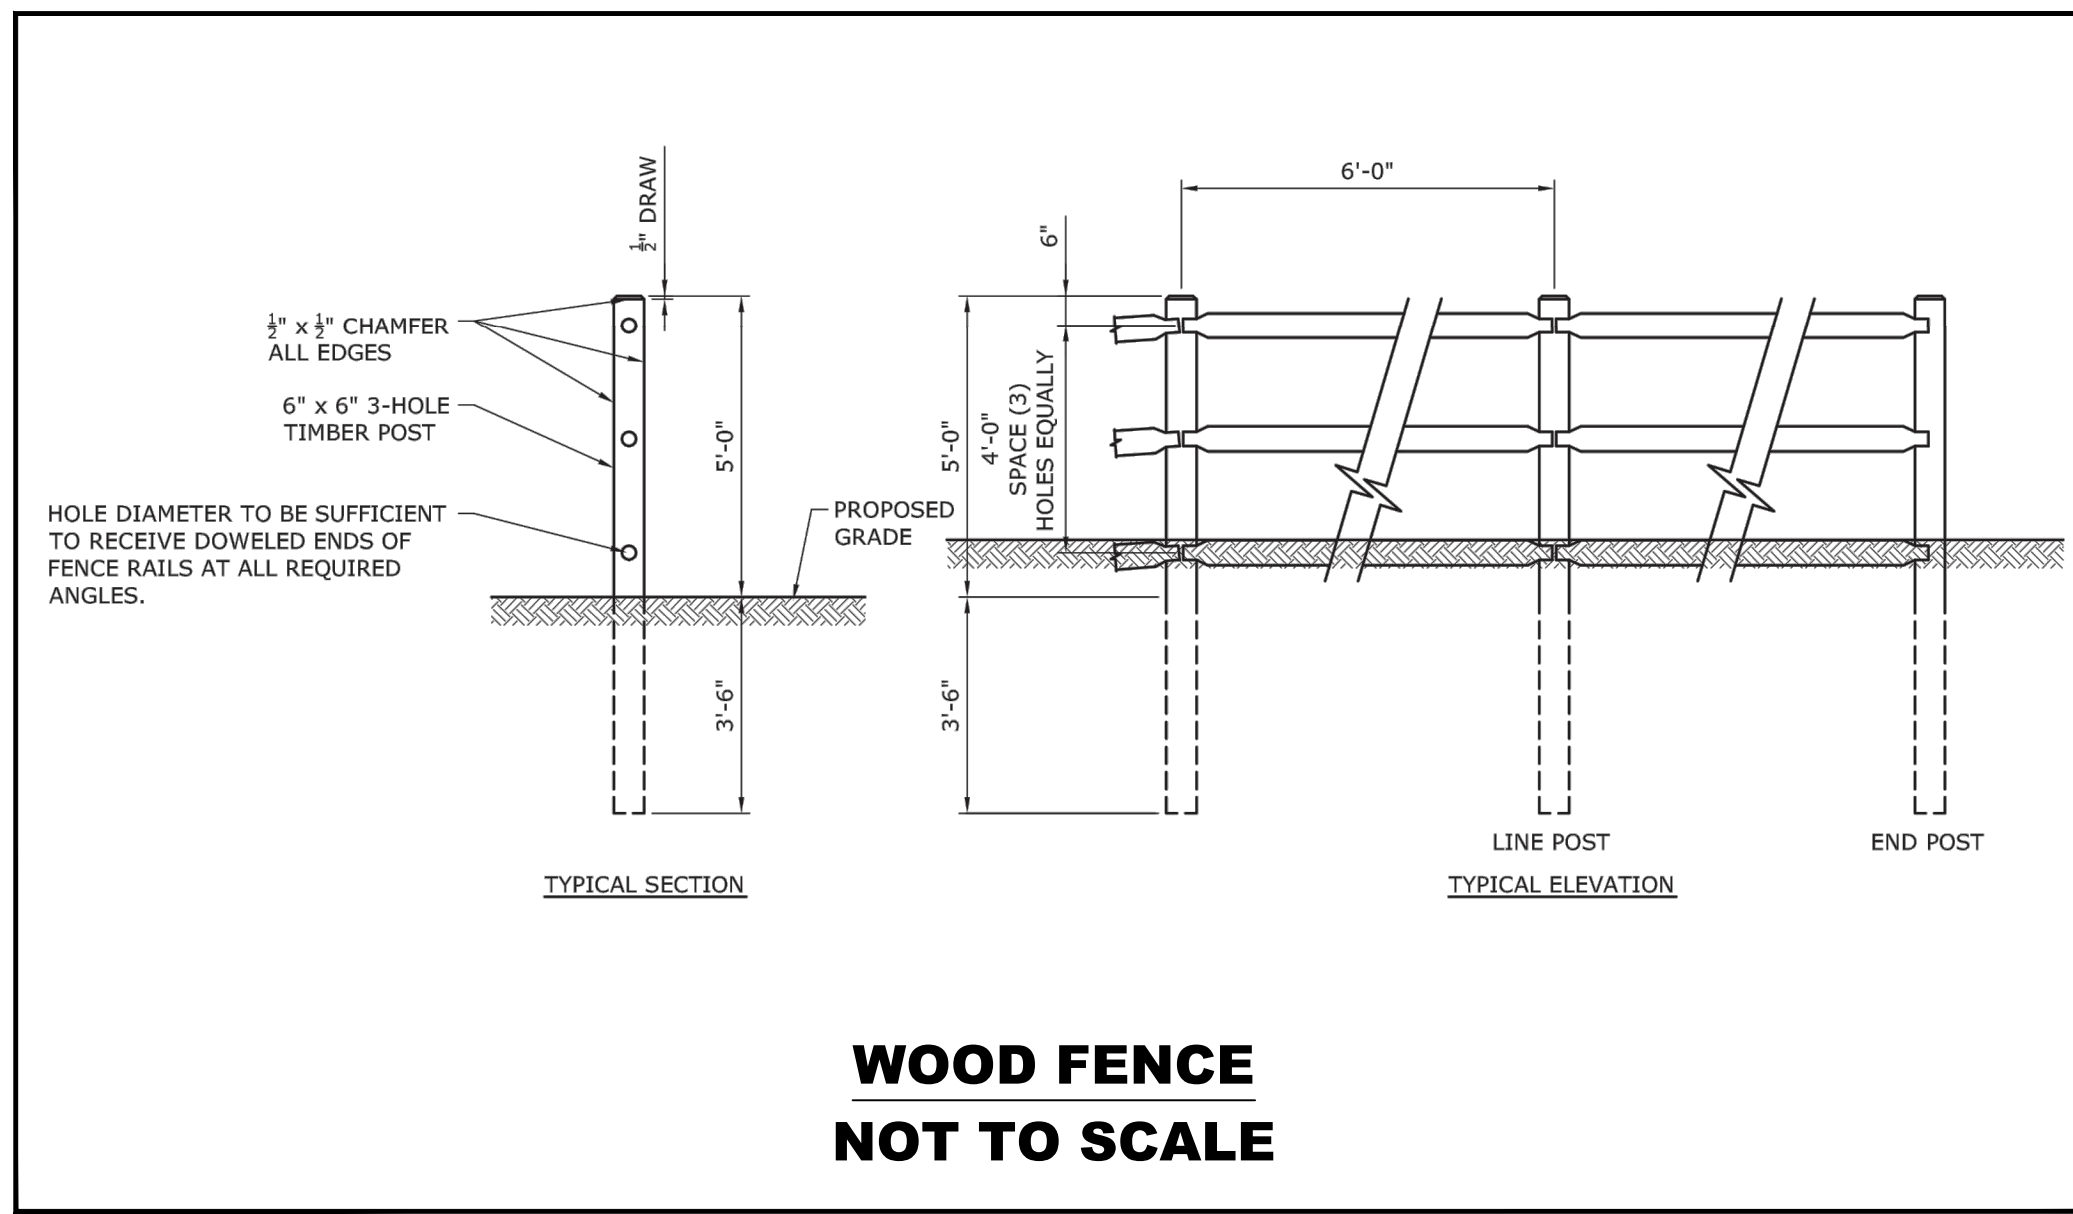 ½" DRAW
½" x ½" CHAMFER
ALL EDGES
6" x 6" 3-HOLE
TIMBER POST
HOLE DIAMETER TO BE SUFFICIENT
TO RECEIVE DOWELED ENDS OF
FENCE RAILS AT ALL REQUIRED
ANGLES.
5'-0"
3'-6"
PROPOSED
GRADE
TYPICAL SECTION
6'-0"
6"
5'-0"
4'-0"
SPACE (3)
HOLES EQUALLY
3'-6"
LINE POST
END POST
TYPICAL ELEVATION
WOOD FENCE
NOT TO SCALE